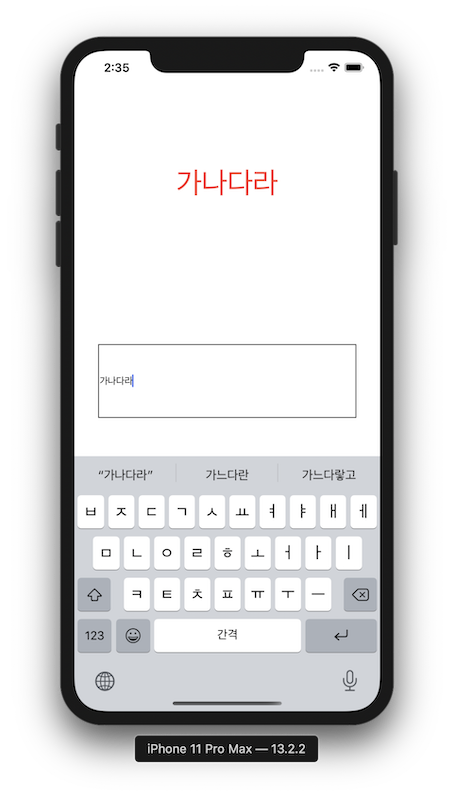 2:35
가나다라
가나다라
“가나다라” 가느다란 가느다랗고
ㅂ ㅈ ㄷ ㄱ ㅅ ㅛ ㅕ ㅑ ㅐ ㅔ
ㅁ ㄴ ㅇ ㄹ ㅎ ㅗ ㅓ ㅏ ㅣ
ㅋ ㅌ ㅊ ㅍ ㅠ ㅜ ㅡ
123 간격
iPhone 11 Pro Max — 13.2.2